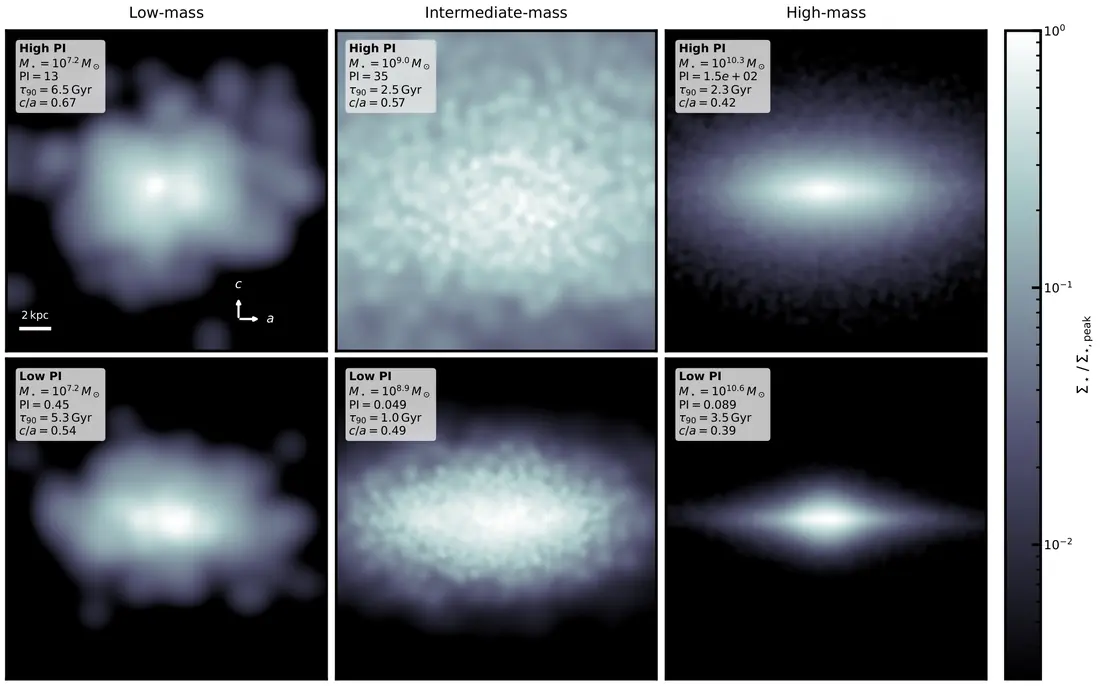 Low-mass
Intermediate-mass
High-mass
High PI
M⋆ = 10^7.2 M⊙
PI = 13
τ90 = 6.5 Gyr
c/a = 0.67
High PI
M⋆ = 10^9.0 M⊙
PI = 35
τ90 = 2.5 Gyr
c/a = 0.57
High PI
M⋆ = 10^10.3 M⊙
PI = 1.5e + 02
τ90 = 2.3 Gyr
c/a = 0.42
c
a
2 kpc
Low PI
M⋆ = 10^7.2 M⊙
PI = 0.45
τ90 = 5.3 Gyr
c/a = 0.54
Low PI
M⋆ = 10^8.9 M⊙
PI = 0.049
τ90 = 1.0 Gyr
c/a = 0.49
Low PI
M⋆ = 10^10.6 M⊙
PI = 0.089
τ90 = 3.5 Gyr
c/a = 0.39
10^0
10^−1
10^−2
Σ⋆ / Σ⋆, peak